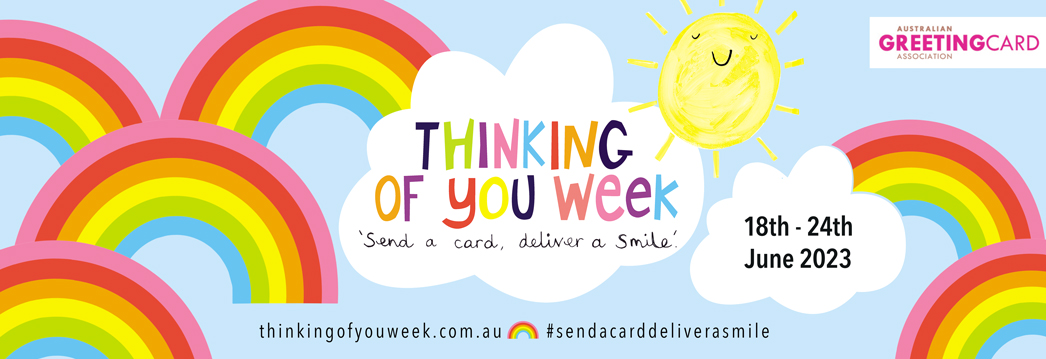 AUSTRALIAN
GREETINGCARD
ASSOCIATION
THINKING
OF yOU WeeK
'Send a card, deliver a smile'.
18th - 24th
June 2023
thinkingofyouweek.com.au #sendacarddeliverasmile